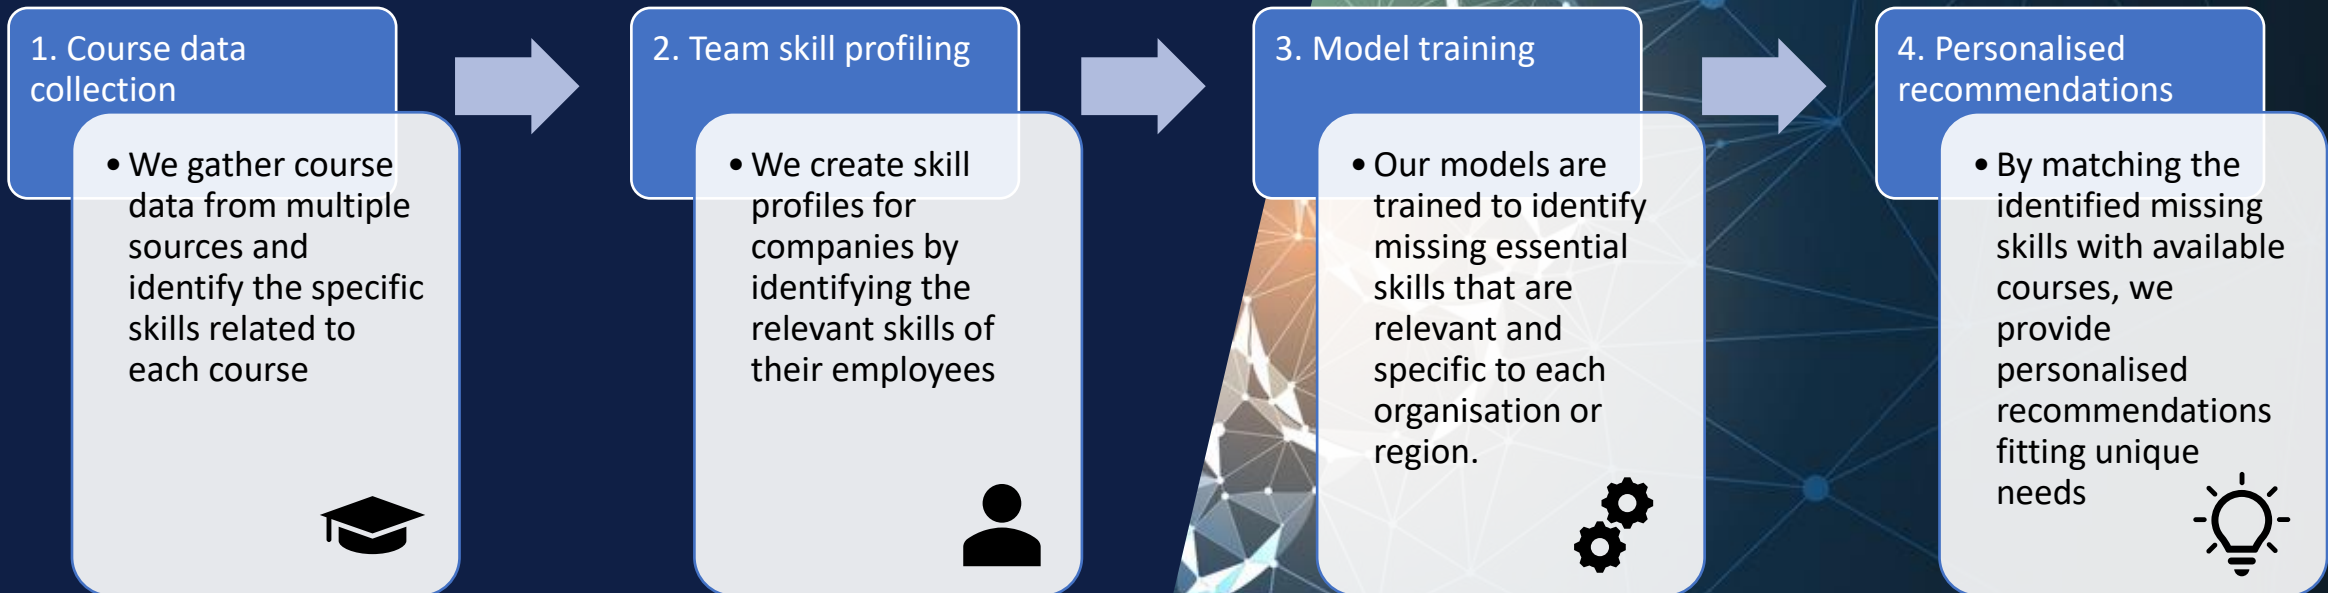 1. Course data
collection
• We gather course
data from multiple
sources and
identify the specific
skills related to
each course
2. Team skill profiling
• We create skill
profiles for
companies by
identifying the
relevant skills of
their employees
3. Model training
• Our models are
trained to identify
missing essential
skills that are
relevant and
specific to each
organisation or
region.
4. Personalised
recommendations
• By matching the
identified missing
skills with available
courses, we
provide
personalised
recommendations
fitting unique
needs